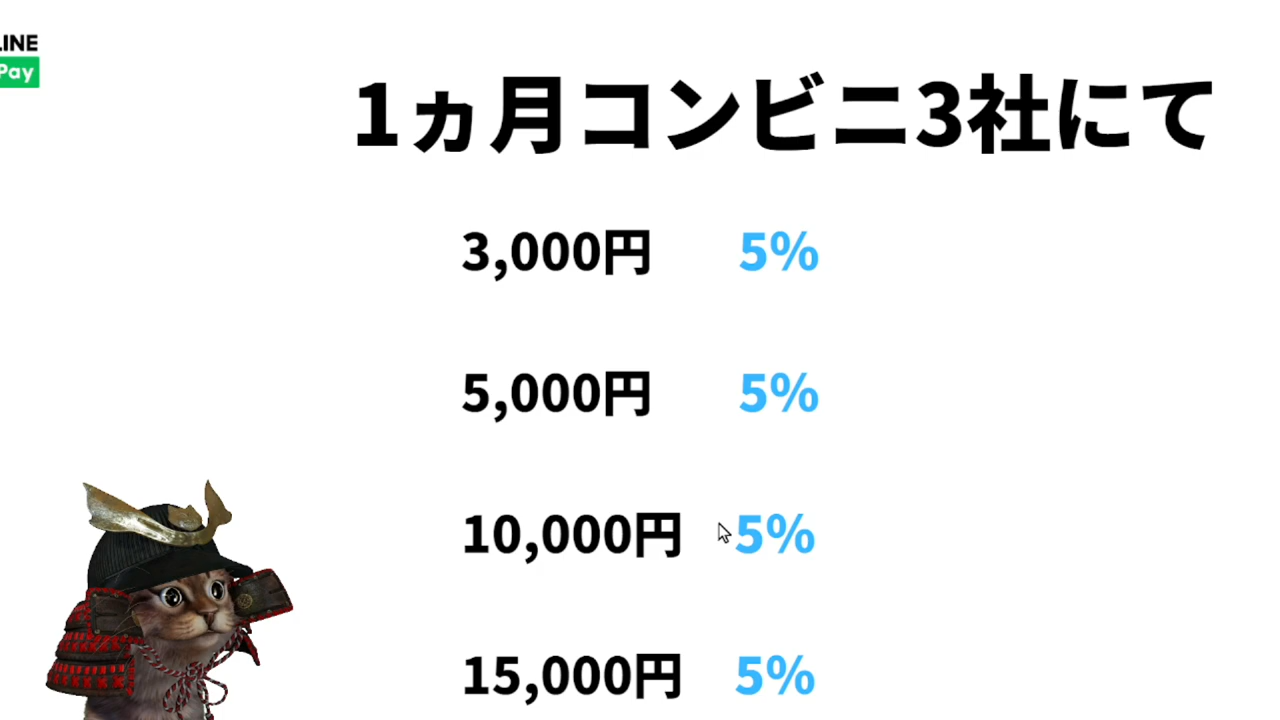 LINE
Pay
1ヵ月コンビニ3社にて
3,000円 5%
5,000円 5%
10,000円 5%
15,000円 5%